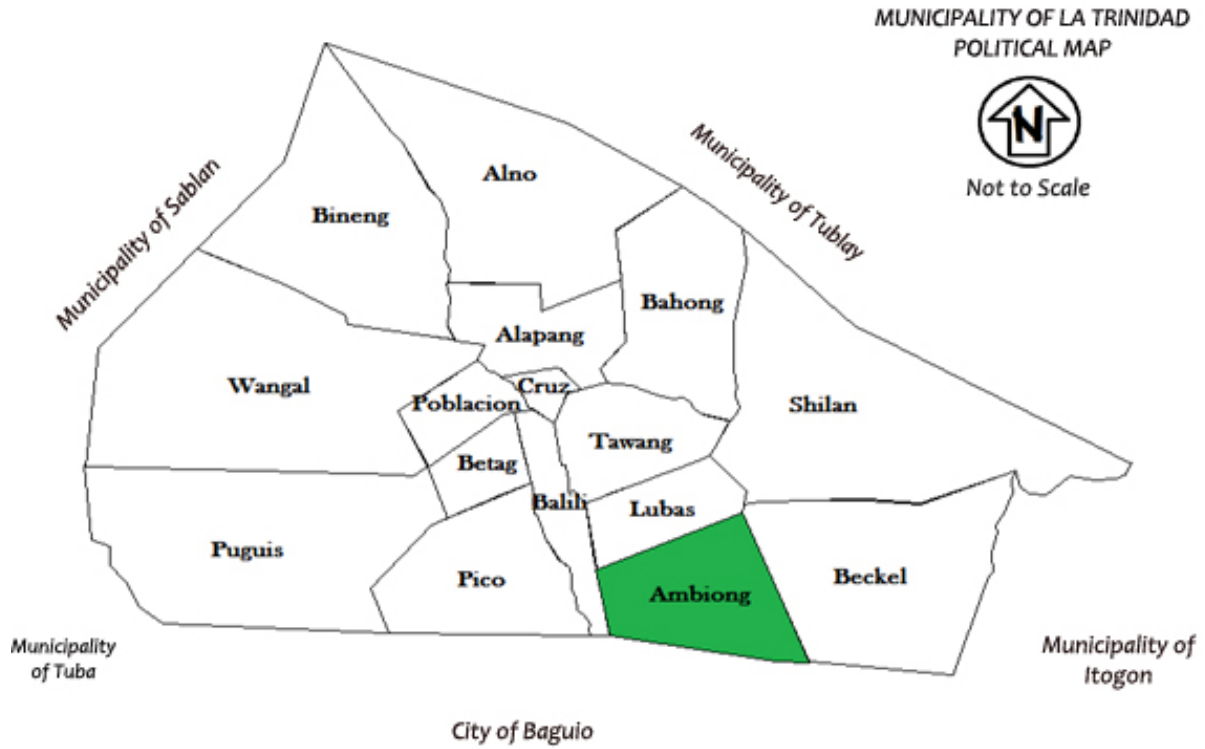 MUNICIPALITY OF LA TRINIDAD
POLITICAL MAP
N
Not to Scale
Municipality of Sablan
Municipality of Tublay
Alno
Bineng
Bahong
Alapang
Wangal
Cruz
Poblacion
Shilan
Tawang
Betag
Balili
Lubas
Puguis
Pico
Ambiong
Beckel
Municipality
of Tuba
Municipality of
Itogon
City of Baguio